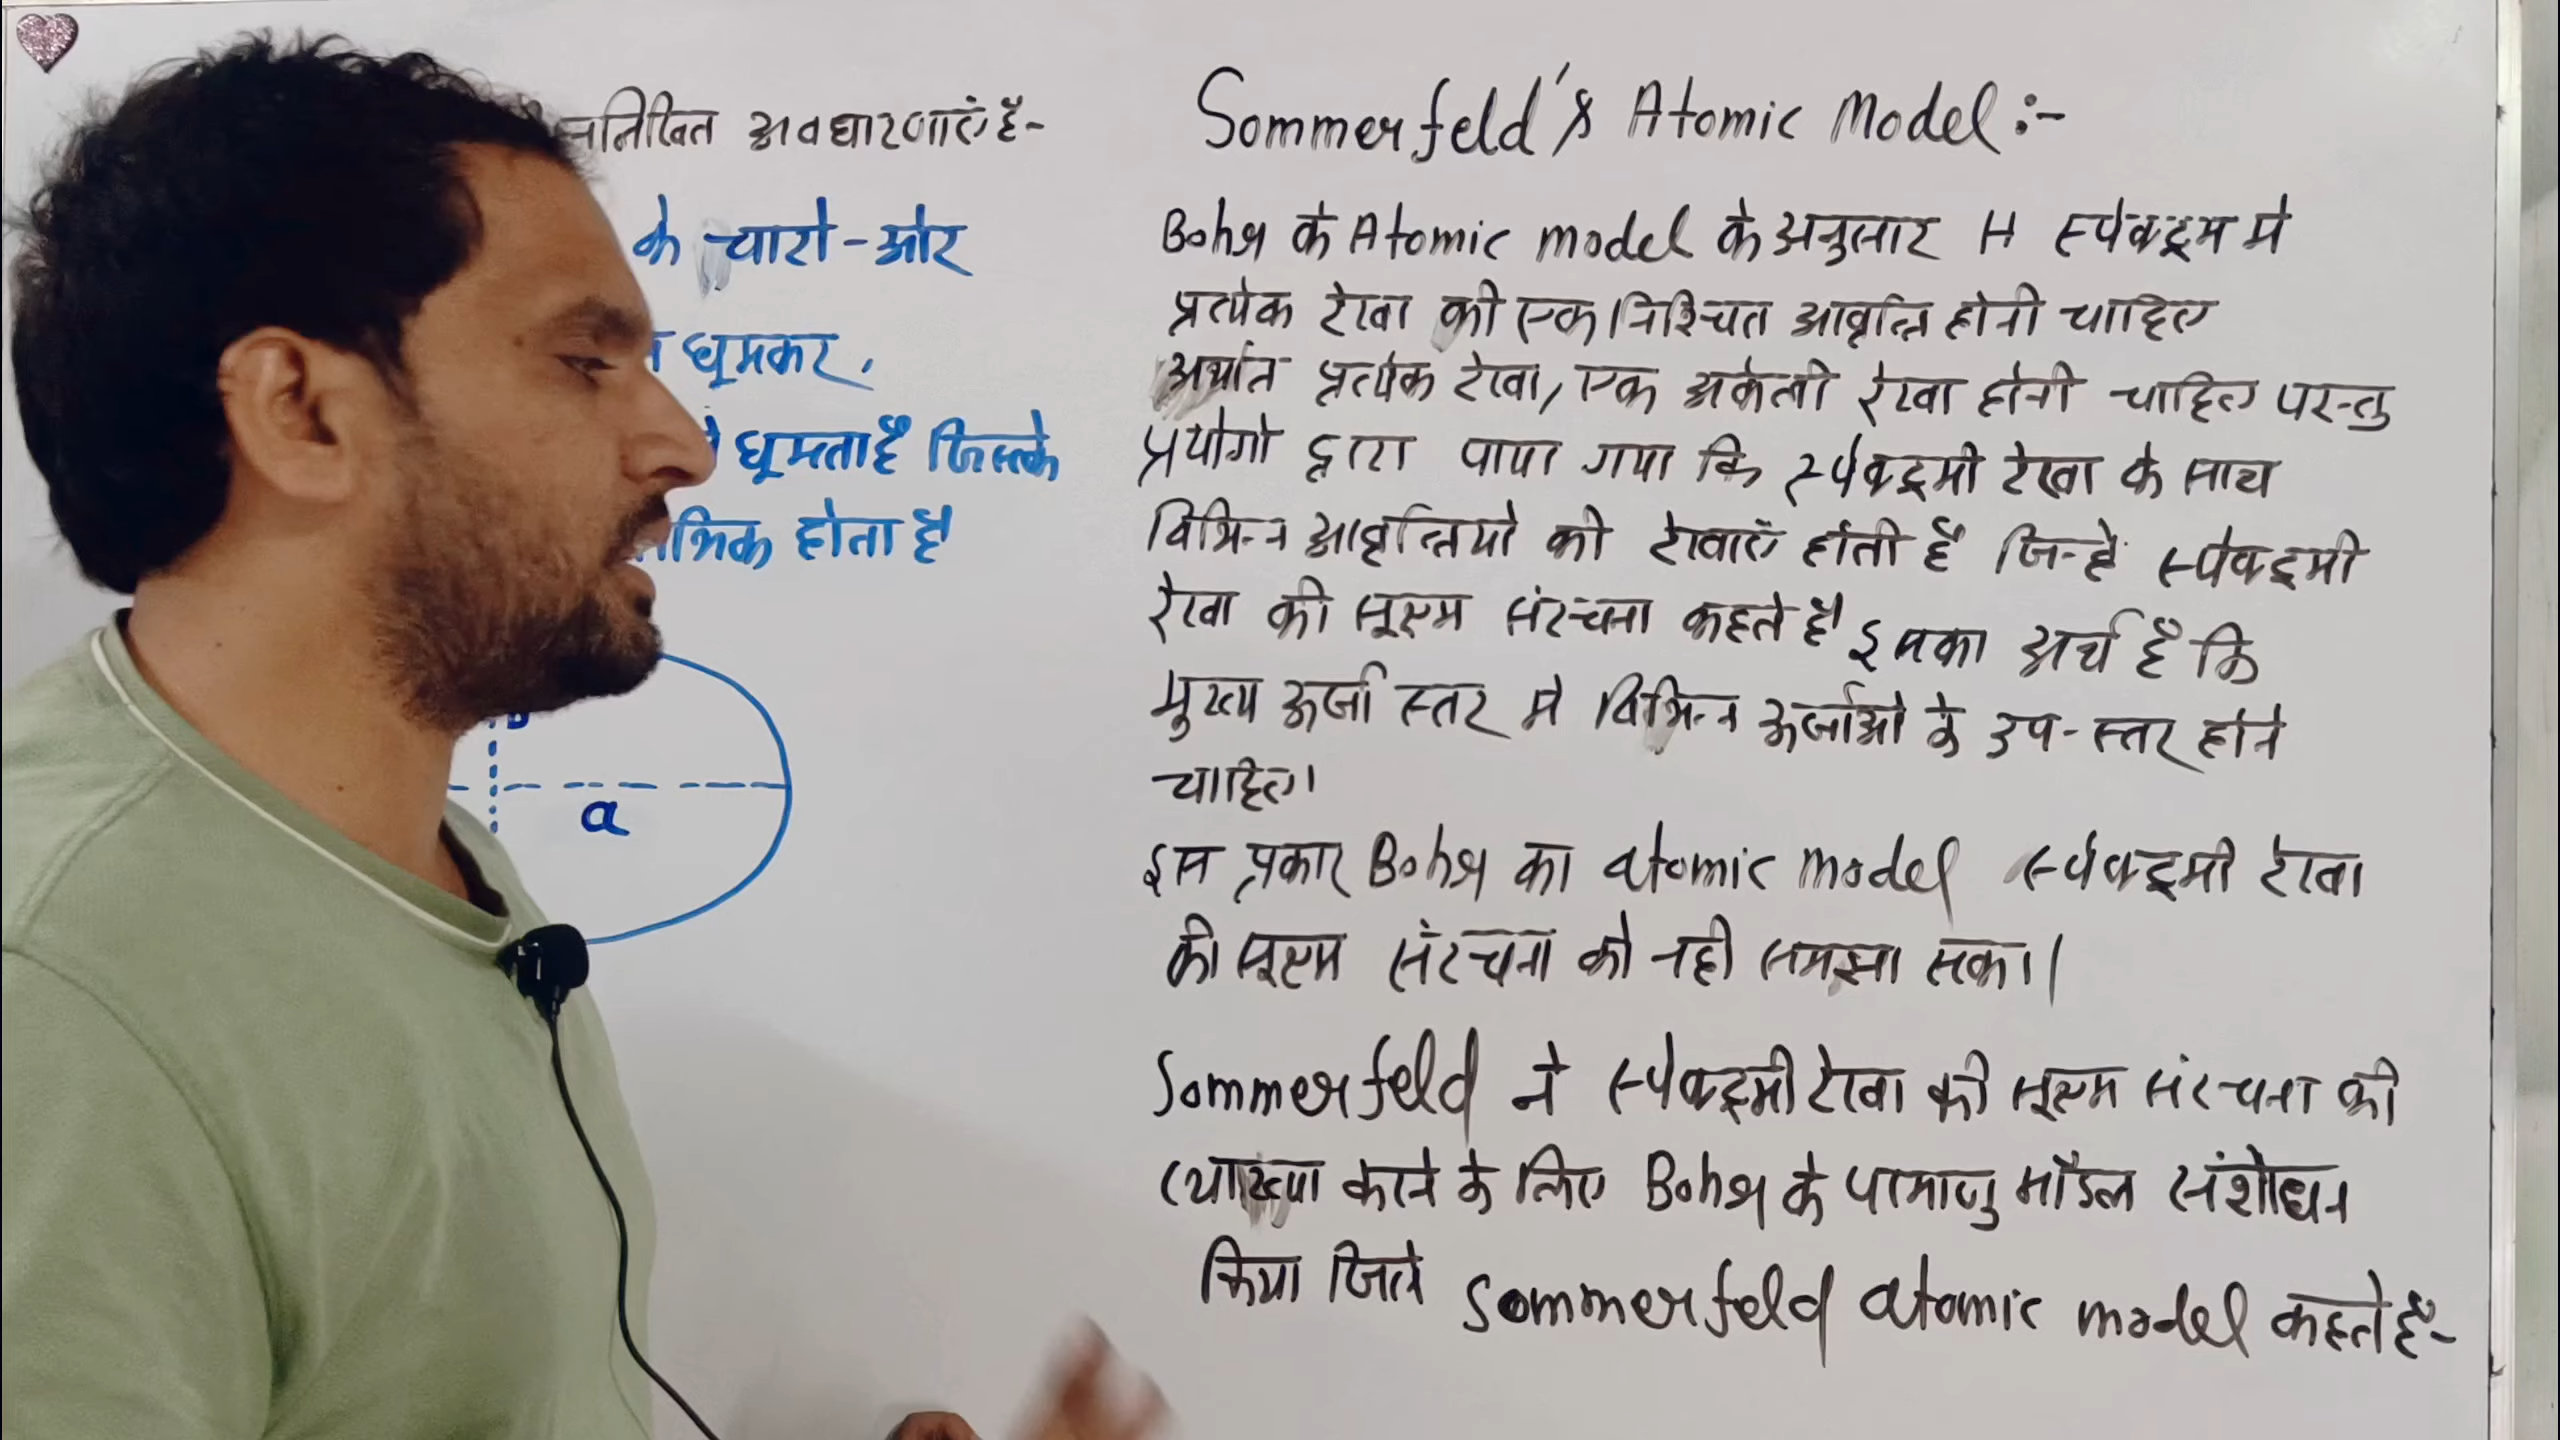 अवधारणाएं है-
के चारो-ओर
घूमकर,
घूमता है जिसके
होता है
b
a
Sommerfeld's Atomic Model:-
Bohr के Atomic model के अनुसार H स्पेक्ट्रम मे
प्रत्येक रेखा की एक निश्चित आवृत्ति होनी चाहिए
अर्थात प्रत्येक रेखा, एक अकेली रेखा होनी चाहिए परन्तु
प्रयोगो द्वारा पाया गया कि स्पेक्ट्रमी रेखा के साथ
विभिन्न आवृत्तियो की रेखाएं होती है जिन्हे स्पेक्ट्रमी
रेखा की सूक्ष्म संरचना कहते है इसका अर्थ है कि
मुख्य ऊर्जा स्तर मे विभिन्न ऊर्जाओ के उप-स्तर होने
चाहिए।
इस प्रकार Bohr का atomic model स्पेक्ट्रमी रेखा
की सूक्ष्म संरचना को नही समझा सका।
Sommerfeld ने स्पेक्ट्रमी रेखा की सूक्ष्म संरचना की
व्याख्या करने के लिए Bohr के परमाणु मॉडल संशोधन
किया जिसे Sommerfeld atomic model कहते है-